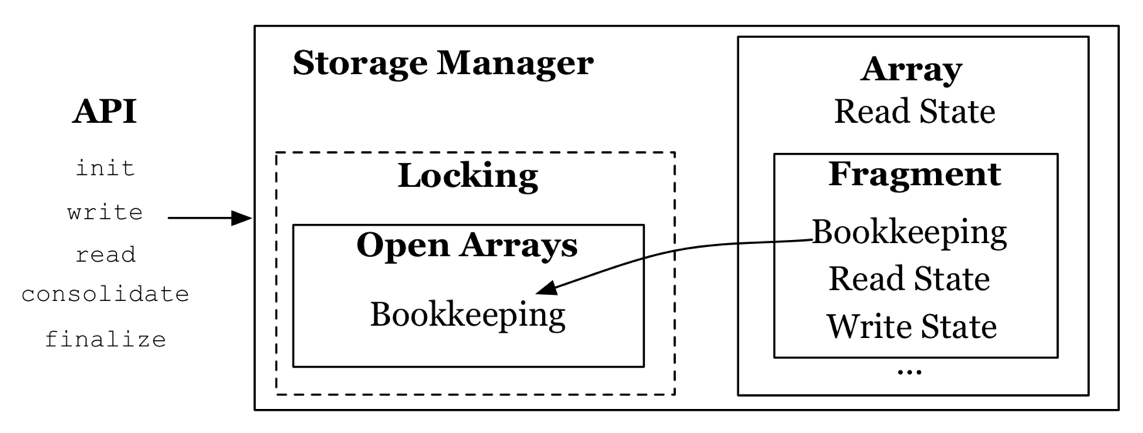 API
init
write
read
consolidate
finalize
Storage Manager
Locking
Open Arrays
Bookkeeping
Array
Read State
Fragment
Bookkeeping
Read State
Write State
...